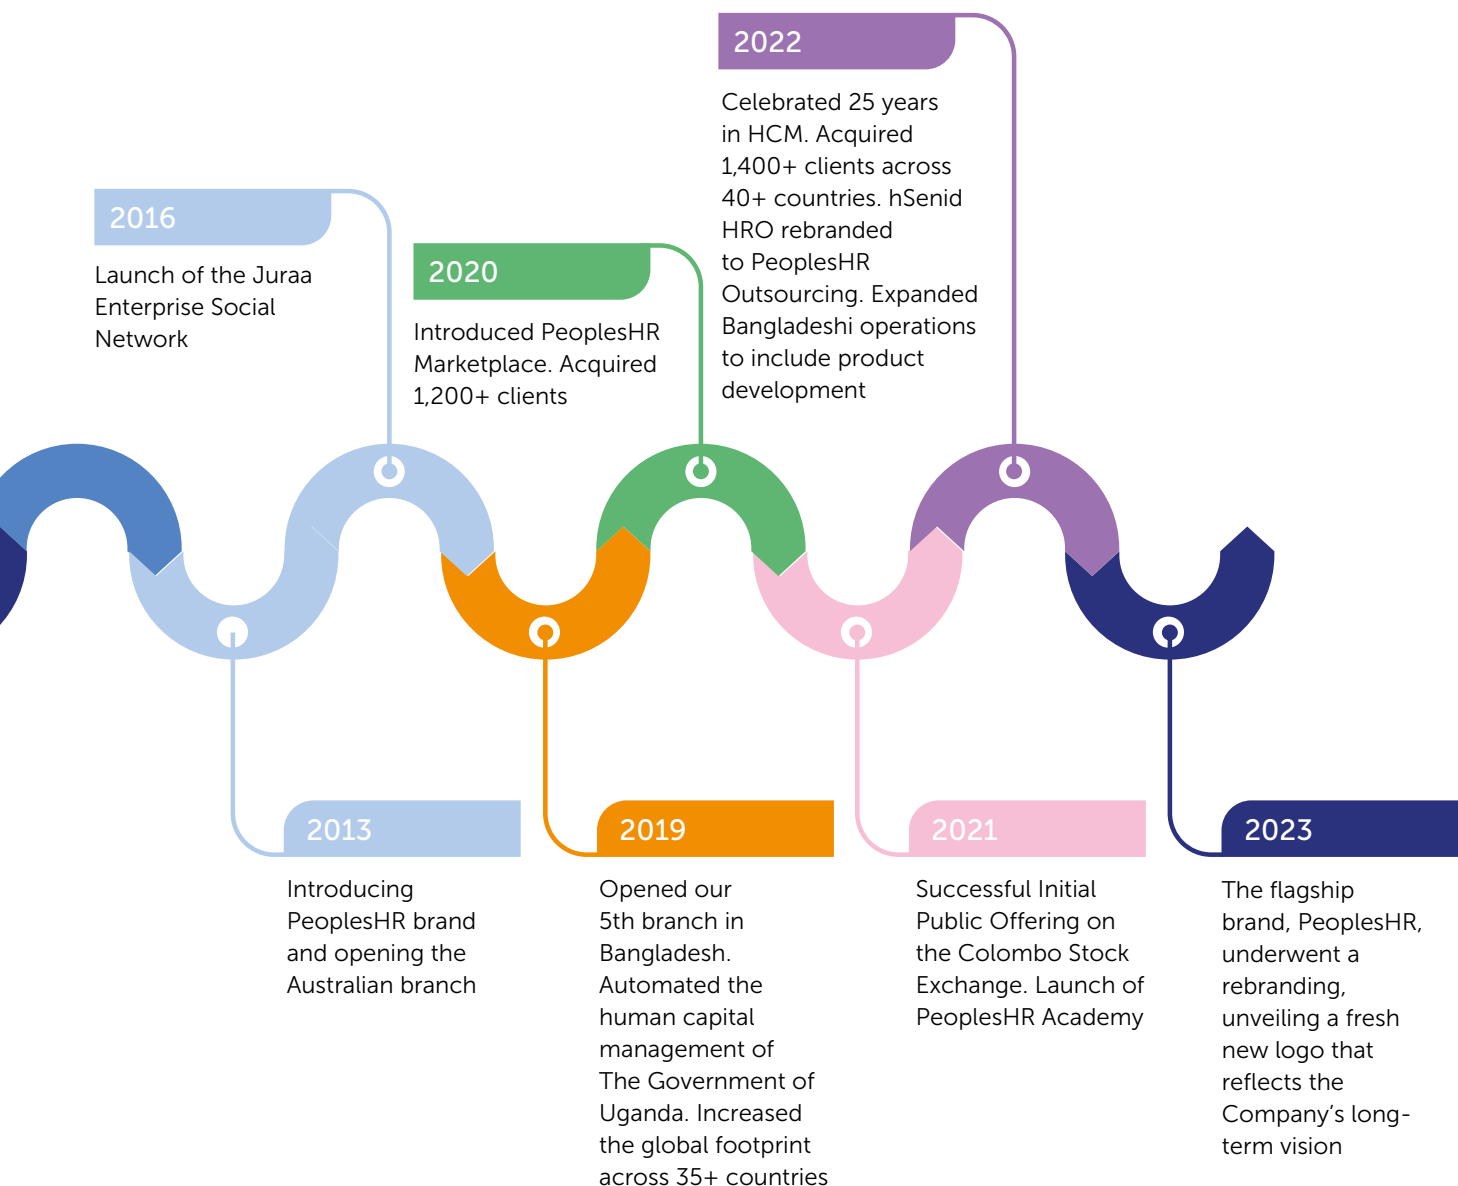 2022
Celebrated 25 years
in HCM. Acquired
1,400+ clients across
40+ countries. hSenid
HRO rebranded
to PeoplesHR
Outsourcing. Expanded
Bangladeshi operations
to include product
development
2016
Launch of the Juraa
Enterprise Social
Network
2020
Introduced PeoplesHR
Marketplace. Acquired
1,200+ clients
2013
Introducing
PeoplesHR brand
and opening the
Australian branch
2019
Opened our
5th branch in
Bangladesh.
Automated the
human capital
management of
The Government of
Uganda. Increased
the global footprint
across 35+ countries
2021
Successful Initial
Public Offering on
the Colombo Stock
Exchange. Launch of
PeoplesHR Academy
2023
The flagship
brand, PeoplesHR,
underwent a
rebranding,
unveiling a fresh
new logo that
reflects the
Company’s long-
term vision